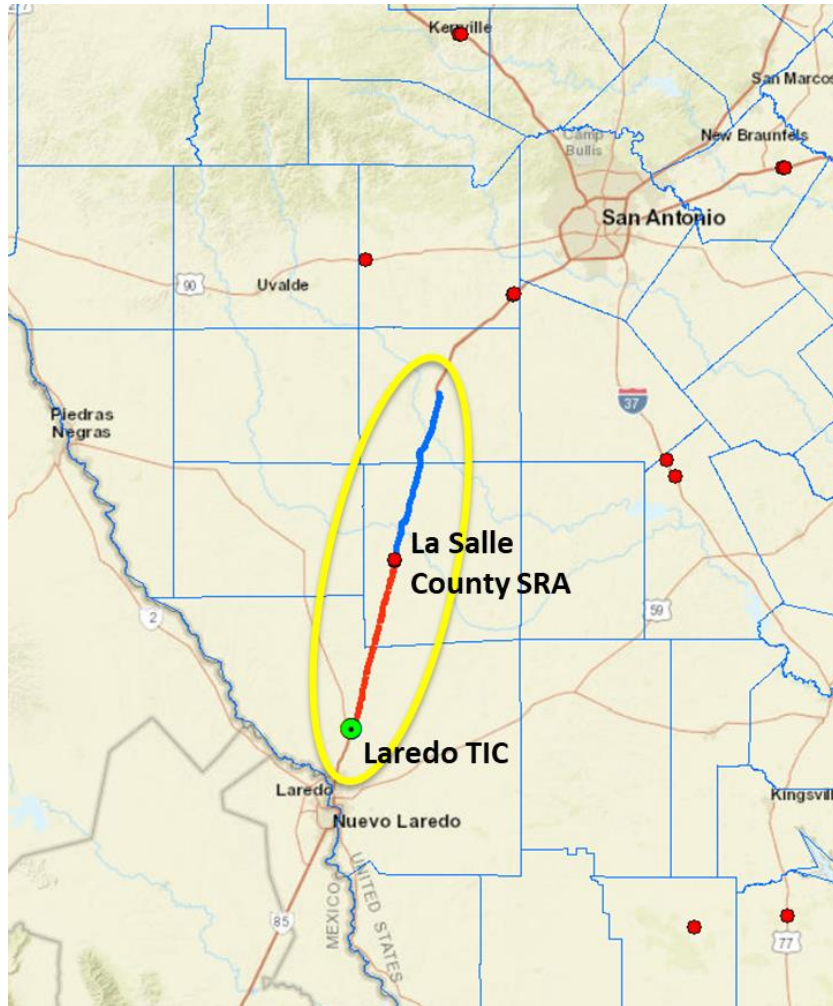 Kerrville
San Marcos
Camp
Bullis
New Braunfels
San Antonio
90
Uvalde
37
Piedras
Negras
La Salle
County SRA
59
2
Laredo TIC
Laredo
Kingsvill
Nuevo Laredo
MEXICO
UNITED STATES
85
77